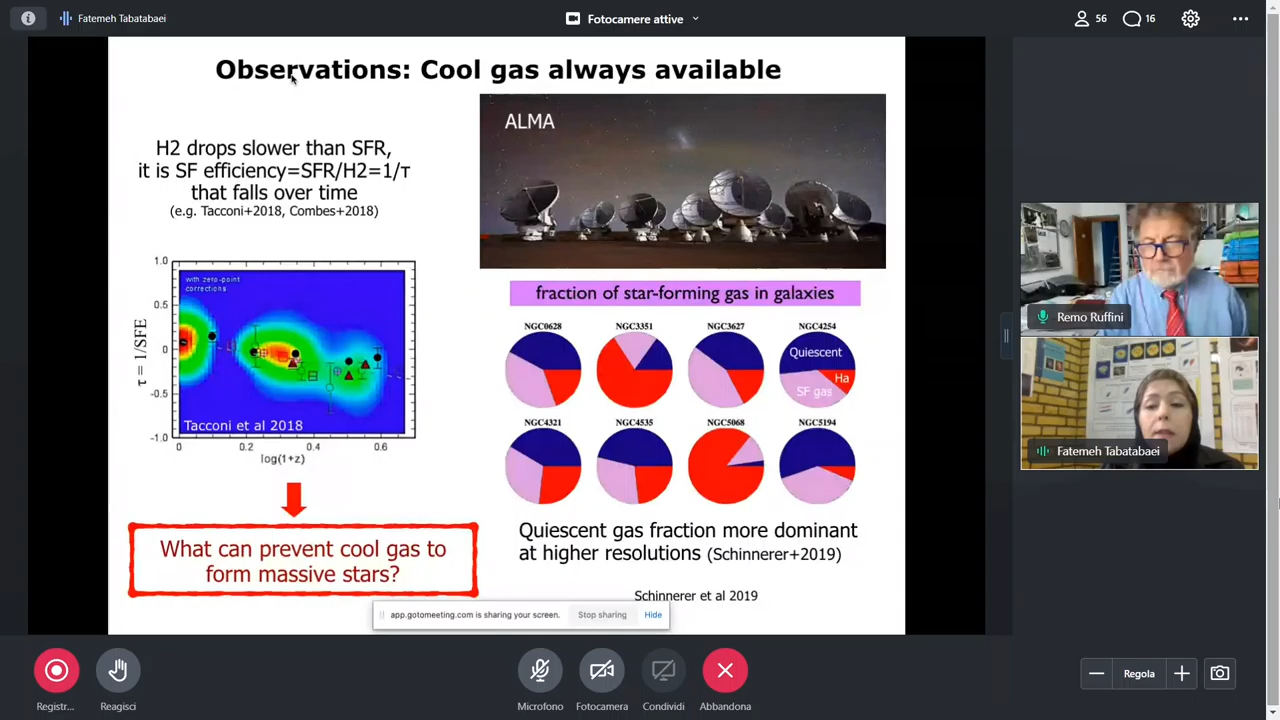 Fatemeh Tabatabaei
Fotocamere attive
56
16
Observations: Cool gas always available
H2 drops slower than SFR,
it is SF efficiency=SFR/H2=1/τ
that falls over time
(e.g. Tacconi+2018, Combes+2018)
ALMA
with zero-point
corrections
1.0
0.5
0
-0.5
-1.0
τ = 1/SFE
Tacconi et al 2018
0
0.2
0.4
0.6
log(1+z)
fraction of star-forming gas in galaxies
NGC0628
NGC3351
NGC3627
NGC4254
Quiescent
Ha
SF gas
NGC4321
NGC4535
NGC5068
NGC5194
What can prevent cool gas to
form massive stars?
Quiescent gas fraction more dominant
at higher resolutions (Schinnerer+2019)
Schinnerer et al 2019
app.gotomeeting.com is sharing your screen.
Stop sharing
Hide
Remo Ruffini
Fatemeh Tabatabaei
Registr...
Reagisci
Microfono
Fotocamera
Condividi
Abbandona
Regola